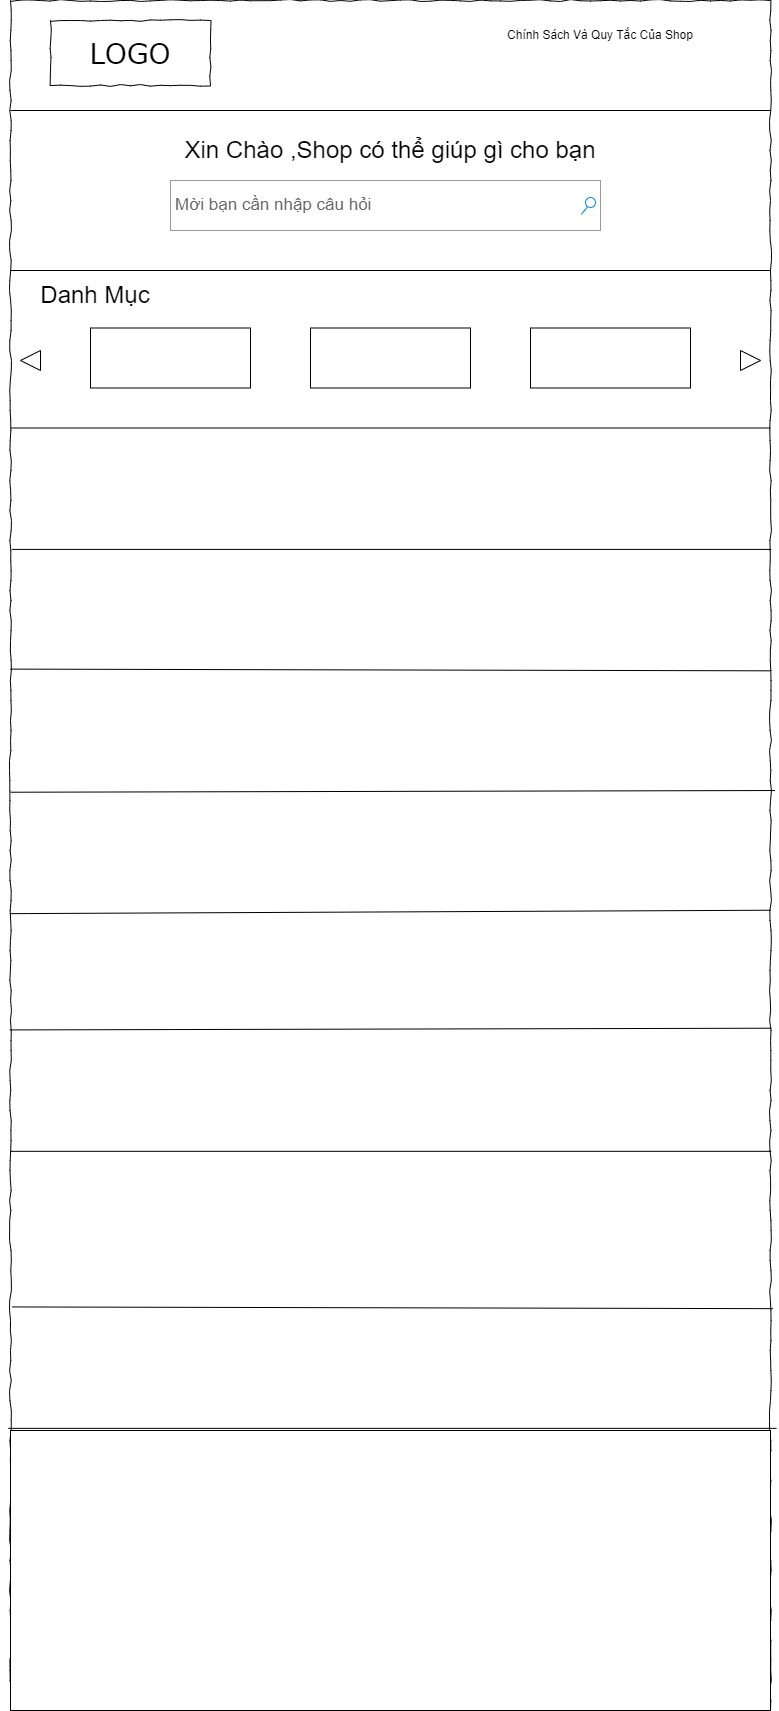 LOGO
Chính Sách Và Quy Tắc Của Shop
Xin Chào ,Shop có thể giúp gì cho bạn
Mời bạn cần nhập câu hỏi
Danh Mục